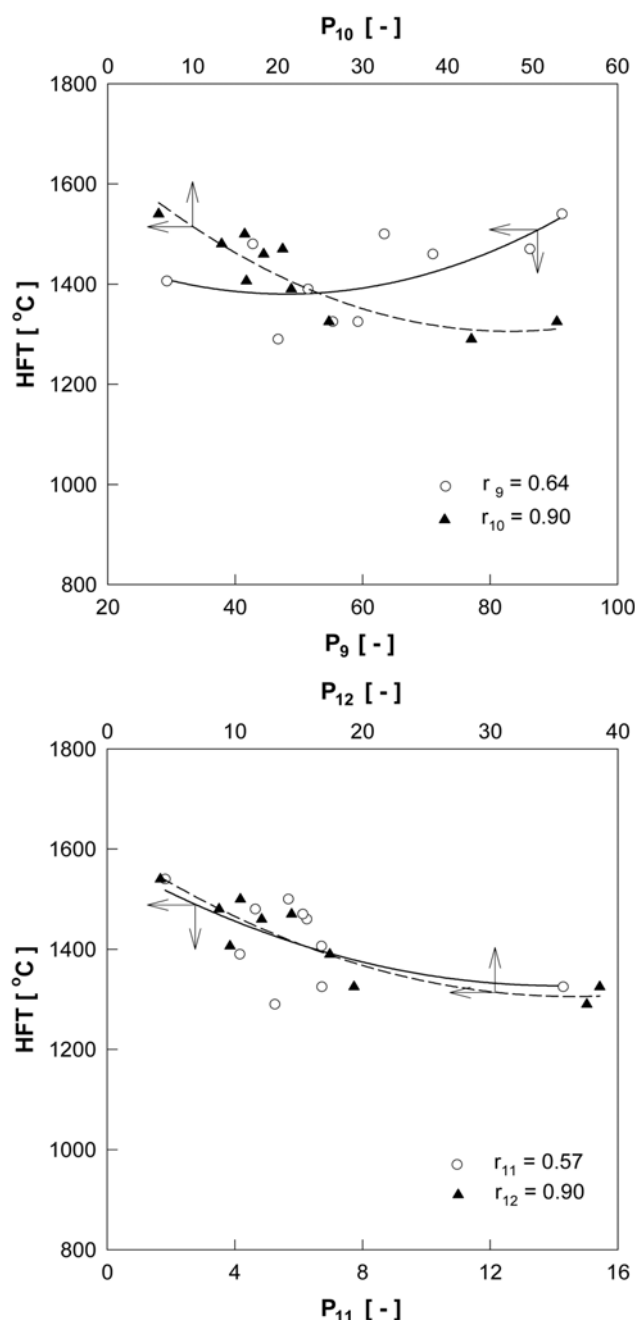 P10 [ - ]
0 10 20 30 40 50 60
1800
1600
1400
1200
1000
800
HFT [ °C ]
r 9 = 0.64
r10 = 0.90
20 40 60 80 100
P9 [ - ]
P12 [ - ]
0 10 20 30 40
1800
1600
1400
1200
1000
800
HFT [ °C ]
r11 = 0.57
r12 = 0.90
0 4 8 12 16
P11 [ - ]